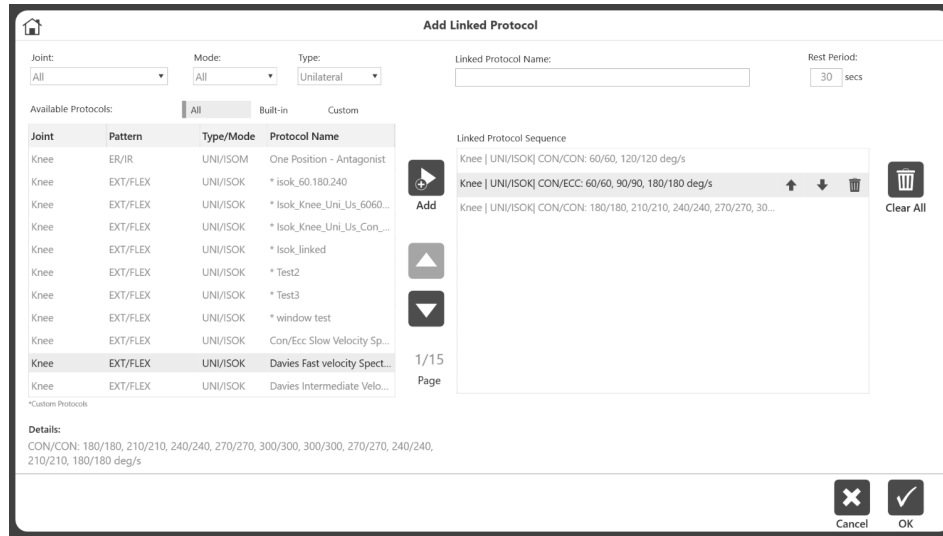 Add Linked Protocol
Joint: Mode: Type: Linked Protocol Name: Rest Period:
All All Unilateral 30 secs
Available Protocols: All Built-in Custom
Joint Pattern Type/Mode Protocol Name
Knee ER/IR UNI/ISOM One Position - Antagonist
Knee EXT/FLEX UNI/ISOK * isok_60.180.240
Knee EXT/FLEX UNI/ISOK * Isok_Knee_Uni_Us_6060...
Knee EXT/FLEX UNI/ISOK * Isok_Knee_Uni_Us_Con_...
Knee EXT/FLEX UNI/ISOK * Isok_linked
Knee EXT/FLEX UNI/ISOK * Test2
Knee EXT/FLEX UNI/ISOK * Test3
Knee EXT/FLEX UNI/ISOK * window test
Knee EXT/FLEX UNI/ISOK Con/Ecc Slow Velocity Sp...
Knee EXT/FLEX UNI/ISOK Davies Fast velocity Spect...
Knee EXT/FLEX UNI/ISOK Davies Intermediate Velo...
*Custom Protocols
Add
1/15
Page
Linked Protocol Sequence
Knee | UNI/ISOK| CON/CON: 60/60, 120/120 deg/s
Knee | UNI/ISOK| CON/ECC: 60/60, 90/90, 180/180 deg/s
Knee | UNI/ISOK| CON/CON: 180/180, 210/210, 240/240, 270/270, 30...
Clear All
Details:
CON/CON: 180/180, 210/210, 240/240, 270/270, 300/300, 300/300, 270/270, 240/240,
210/210, 180/180 deg/s
Cancel OK